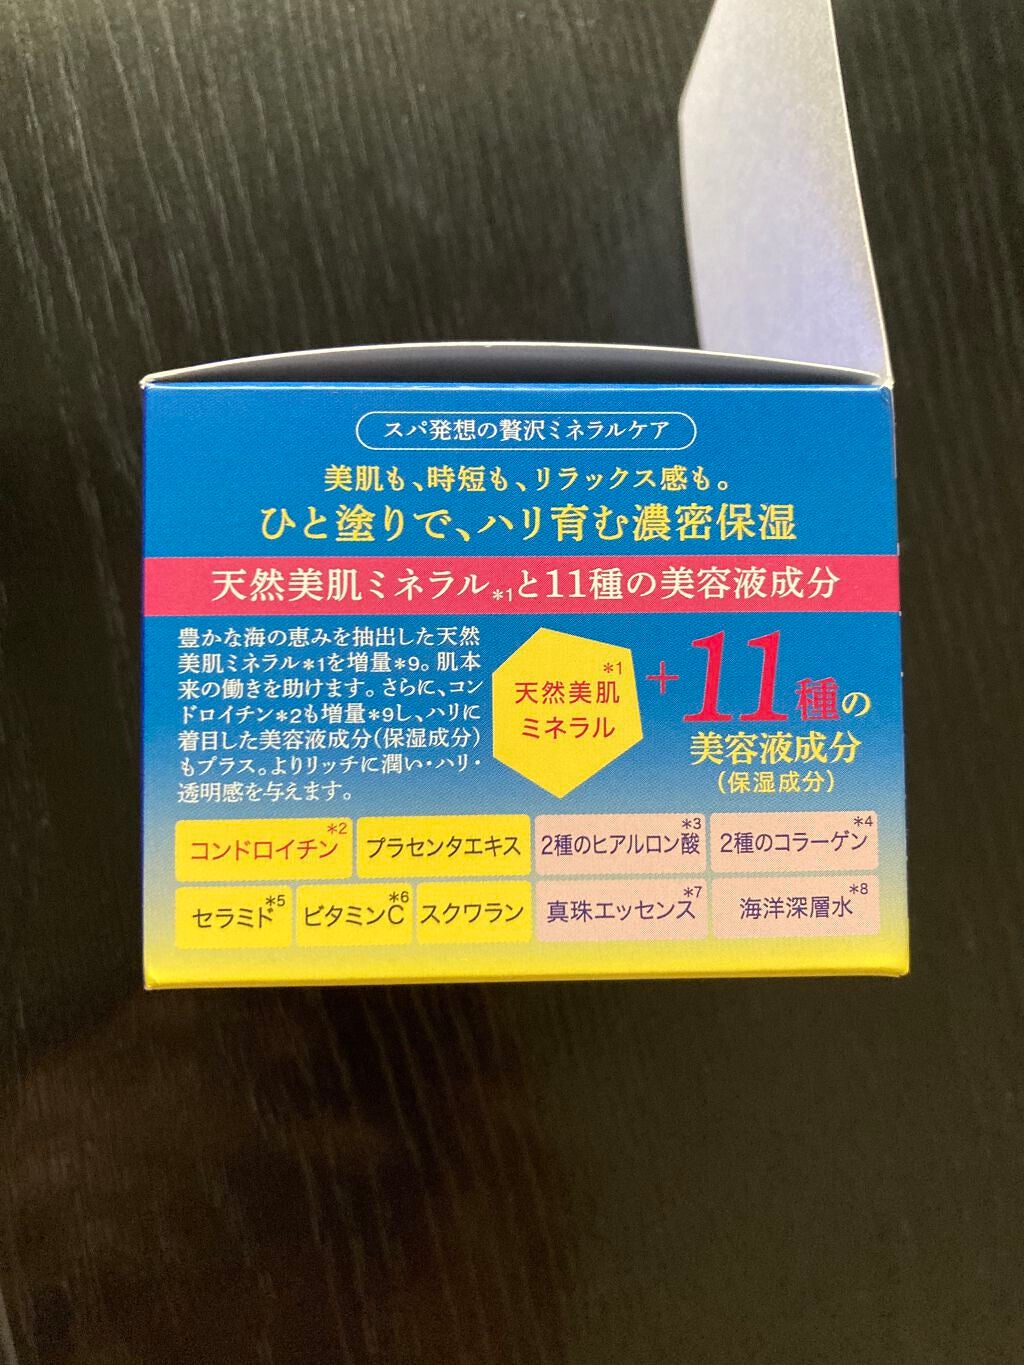 スパ発想の贅沢ミネラルケア
美肌も、時短も、リラックス感も。
ひと塗りで、ハリ育む濃密保湿
天然美肌ミネラル*1と11種の美容液成分
豊かな海の恵みを抽出した天然
美肌ミネラル*1を増量*9。肌本
来の働きを助けます。さらに、コン
ドロイチン*2も増量*9し、ハリに
着目した美容液成分(保湿成分)
もプラス。よりリッチに潤い・ハリ・
透明感を与えます。
天然美肌*1
ミネラル
+11種の
美容液成分
(保湿成分)
コンドロイチン*2
プラセンタエキス
2種のヒアルロン酸*3
2種のコラーゲン*4
セラミド*5
ビタミンC*6
スクワラン
真珠エッセンス*7
海洋深層水*8